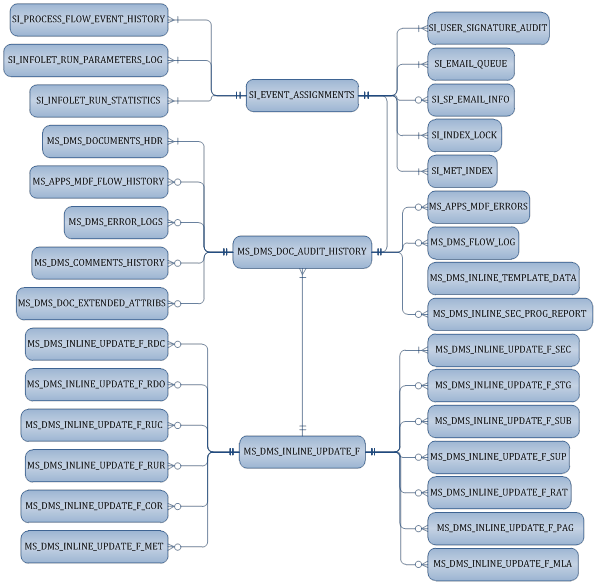 SI_PROCESS_FLOW_EVENT_HISTORY
SI_INFOLET_RUN_PARAMETERS_LOG
SI_INFOLET_RUN_STATISTICS
MS_DMS_DOCUMENTS_HDR
MS_APPS_MDF_FLOW_HISTORY
MS_DMS_ERROR_LOGS
MS_DMS_COMMENTS_HISTORY
MS_DMS_DOC_EXTENDED_ATTRIBS
MS_DMS_INLINE_UPDATE_F_RDC
MS_DMS_INLINE_UPDATE_F_RDO
MS_DMS_INLINE_UPDATE_F_RUC
MS_DMS_INLINE_UPDATE_F_RUR
MS_DMS_INLINE_UPDATE_F_COR
MS_DMS_INLINE_UPDATE_F_MET
SI_EVENT_ASSIGNMENTS
MS_DMS_DOC_AUDIT_HISTORY
MS_DMS_INLINE_UPDATE_F
SI_USER_SIGNATURE_AUDIT
SI_EMAIL_QUEUE
SI_SP_EMAIL_INFO
SI_INDEX_LOCK
SI_MET_INDEX
MS_APPS_MDF_ERRORS
MS_DMS_FLOW_LOG
MS_DMS_INLINE_TEMPLATE_DATA
MS_DMS_INLINE_SEC_PROG_REPORT
MS_DMS_INLINE_UPDATE_F_SEC
MS_DMS_INLINE_UPDATE_F_STG
MS_DMS_INLINE_UPDATE_F_SUB
MS_DMS_INLINE_UPDATE_F_SUP
MS_DMS_INLINE_UPDATE_F_RAT
MS_DMS_INLINE_UPDATE_F_PAG
MS_DMS_INLINE_UPDATE_F_MLA